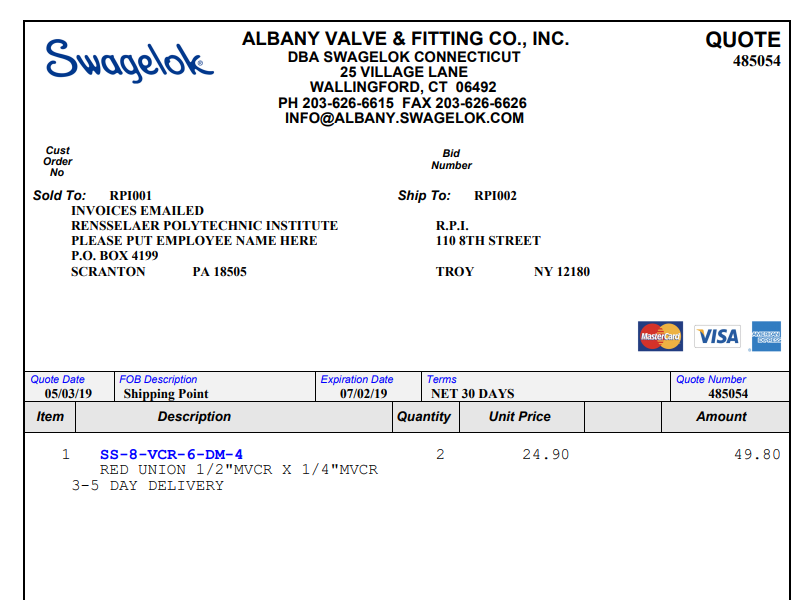 Swagelok
ALBANY VALVE & FITTING CO., INC.
DBA SWAGELOK CONNECTICUT
25 VILLAGE LANE
WALLINGFORD, CT 06492
PH 203-626-6615 FAX 203-626-6626
INFO@ALBANY.SWAGELOK.COM
QUOTE
485054
Cust
Order
No
Bid
Number
Sold To: RPI001
INVOICES EMAILED
RENSSELAER POLYTECHNIC INSTITUTE
PLEASE PUT EMPLOYEE NAME HERE
P.O. BOX 4199
SCRANTON PA 18505
Ship To: RPI002
R.P.I.
110 8TH STREET
TROY NY 12180
MasterCard VISA AMERICAN EXPRESS
Quote Date FOB Description Expiration Date Terms Quote Number
05/03/19 Shipping Point 07/02/19 NET 30 DAYS 485054
Item Description Quantity Unit Price Amount
1 SS-8-VCR-6-DM-4 2 24.90 49.80
RED UNION 1/2"MVCR X 1/4"MVCR
3-5 DAY DELIVERY